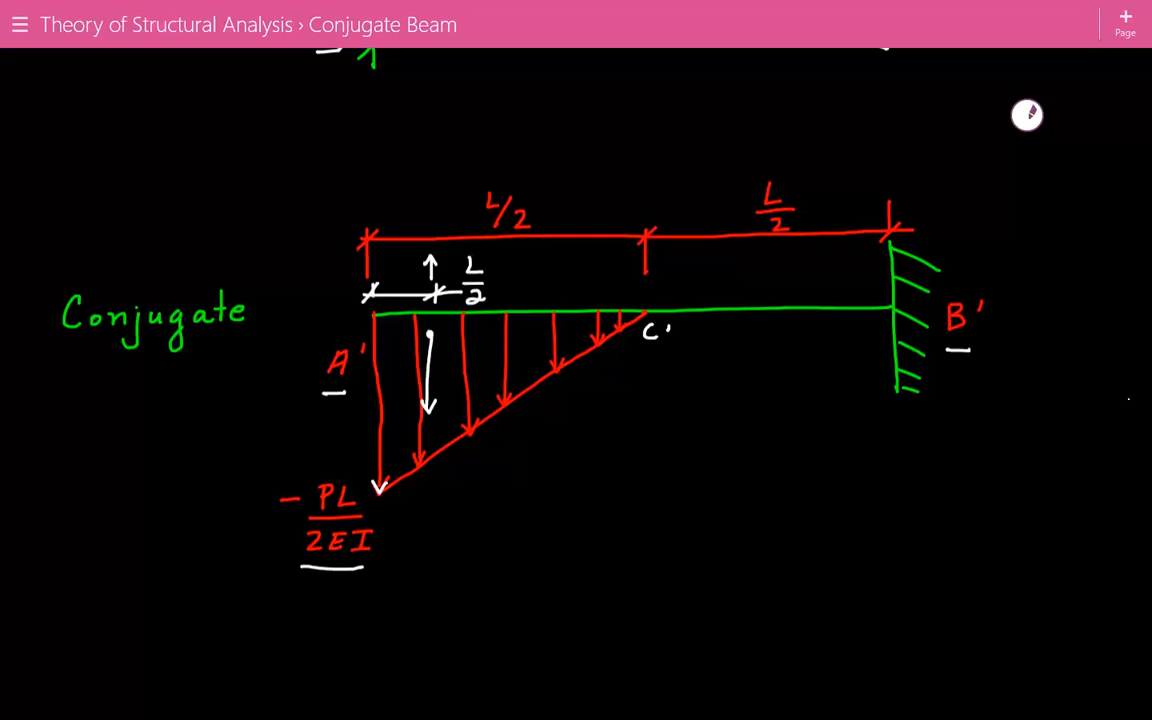 Theory of Structural Analysis › Conjugate Beam
Page
L/2
L/2
L/2
Conjugate
A'
C'
B'
- PL/2EI